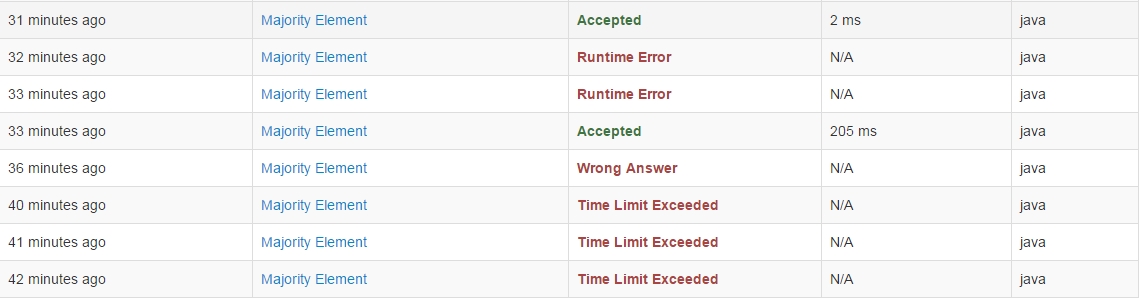 31 minutes ago Majority Element Accepted 2 ms java
32 minutes ago Majority Element Runtime Error N/A java
33 minutes ago Majority Element Runtime Error N/A java
33 minutes ago Majority Element Accepted 205 ms java
36 minutes ago Majority Element Wrong Answer N/A java
40 minutes ago Majority Element Time Limit Exceeded N/A java
41 minutes ago Majority Element Time Limit Exceeded N/A java
42 minutes ago Majority Element Time Limit Exceeded N/A java